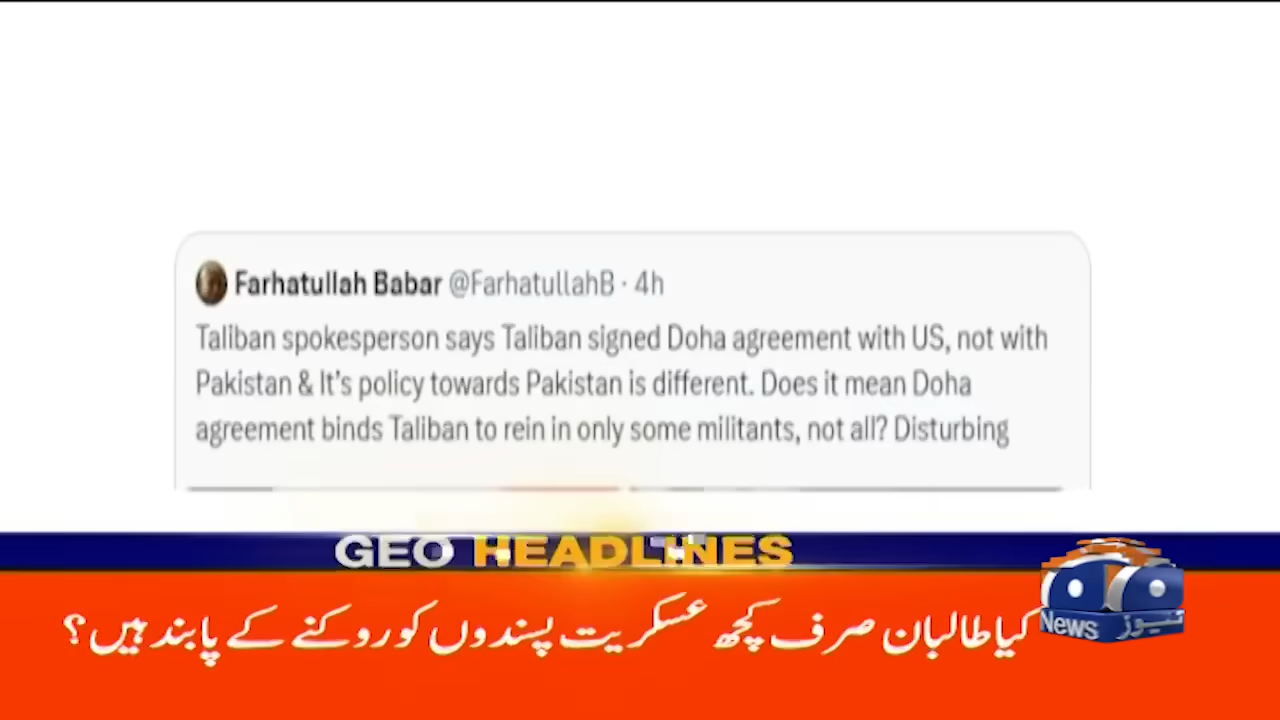 Farhatullah Babar @FarhatullahB · 4h
Taliban spokesperson says Taliban signed Doha agreement with US, not with
Pakistan & It's policy towards Pakistan is different. Does it mean Doha
agreement binds Taliban to rein in only some militants, not all? Disturbing
GEO HEADLINES
کیا طالبان صرف کچھ عسکریت پسندوں کو روکنے کے پابند ہیں؟
News نیوز